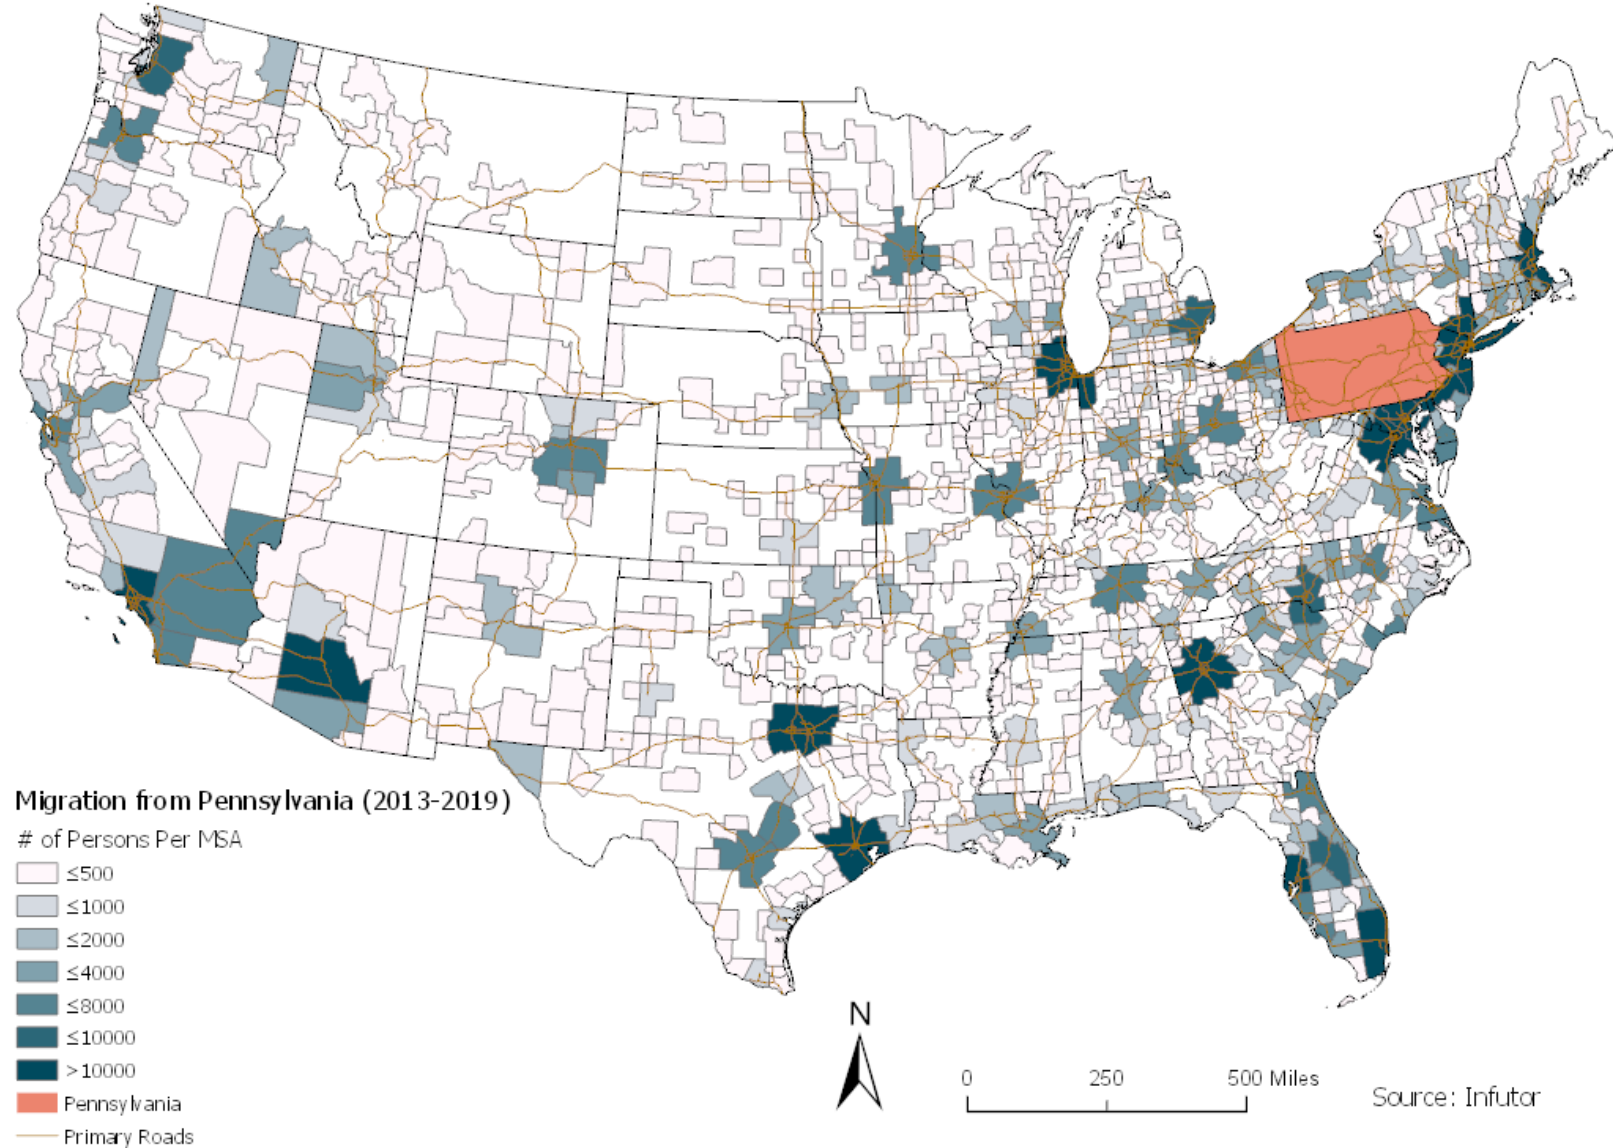 Migration from Pennsylvania (2013-2019)
# of Persons Per MSA
≤500
≤1000
≤2000
≤4000
≤8000
≤10000
>10000
Pennsylvania
Primary Roads
N
0 250 500 Miles
Source: Infutor